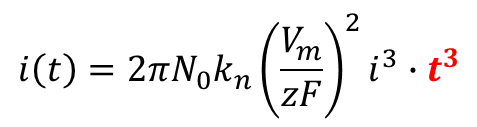 i(t) = 2πN₀kₙ (Vₘ/zF)² i³ · t³